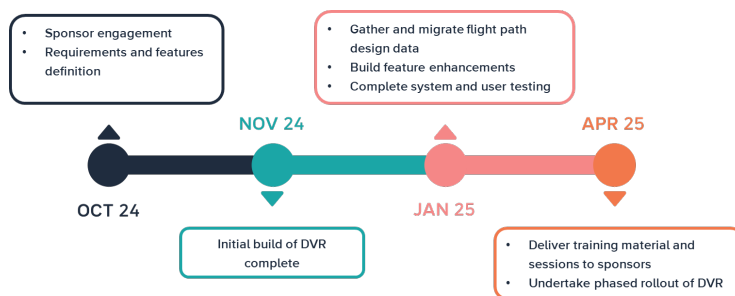 • Sponsor engagement
• Requirements and features
definition
• Gather and migrate flight path
design data
• Build feature enhancements
• Complete system and user testing
NOV 24
APR 25
OCT 24
JAN 25
Initial build of DVR
complete
• Deliver training material and
sessions to sponsors
• Undertake phased rollout of DVR